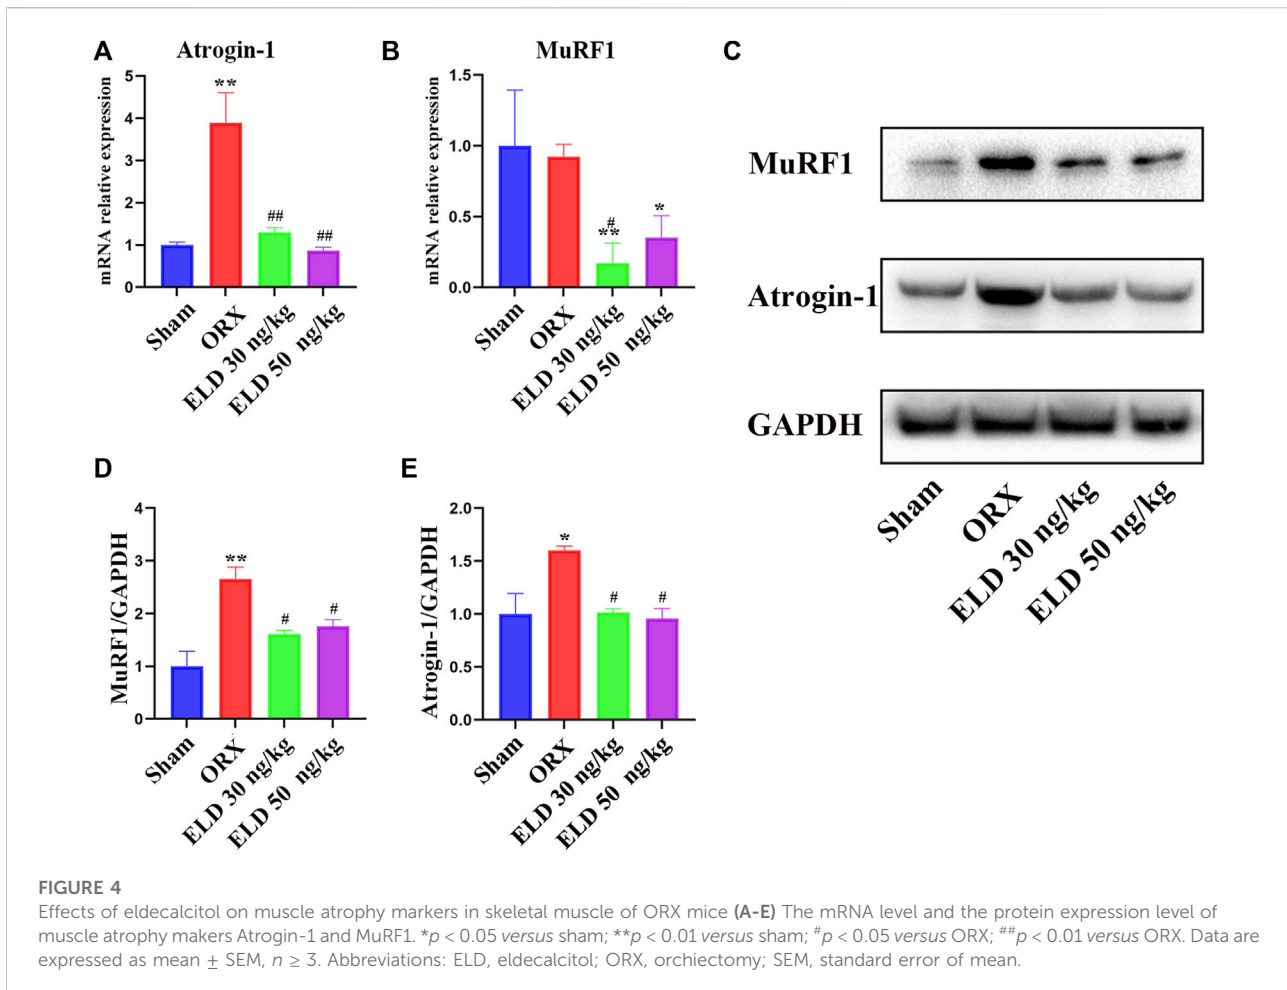 A
Atrogin-1
mRNA relative expression
5
4
3
2
1
0
**
##
##
Sham
ORX
ELD 30 ng/kg
ELD 50 ng/kg
B
MuRF1
mRNA relative expression
1.5
1.0
0.5
0.0
#
**
*
Sham
ORX
ELD 30 ng/kg
ELD 50 ng/kg
C
MuRF1
Atrogin-1
GAPDH
Sham
ORX
ELD 30 ng/kg
ELD 50 ng/kg
D
MuRF1/GAPDH
4
3
2
1
0
**
#
#
Sham
ORX
ELD 30 ng/kg
ELD 50 ng/kg
E
Atrogin-1/GAPDH
2.0
1.5
1.0
0.5
0.0
*
#
#
Sham
ORX
ELD 30 ng/kg
ELD 50 ng/kg
FIGURE 4
Effects of eldecalcitol on muscle atrophy markers in skeletal muscle of ORX mice (A-E) The mRNA level and the protein expression level of
muscle atrophy makers Atrogin-1 and MuRF1. *p < 0.05 versus sham; **p < 0.01 versus sham; #p < 0.05 versus ORX; ##p < 0.01 versus ORX. Data are
expressed as mean ± SEM, n ≥ 3. Abbreviations: ELD, eldecalcitol; ORX, orchiectomy; SEM, standard error of mean.